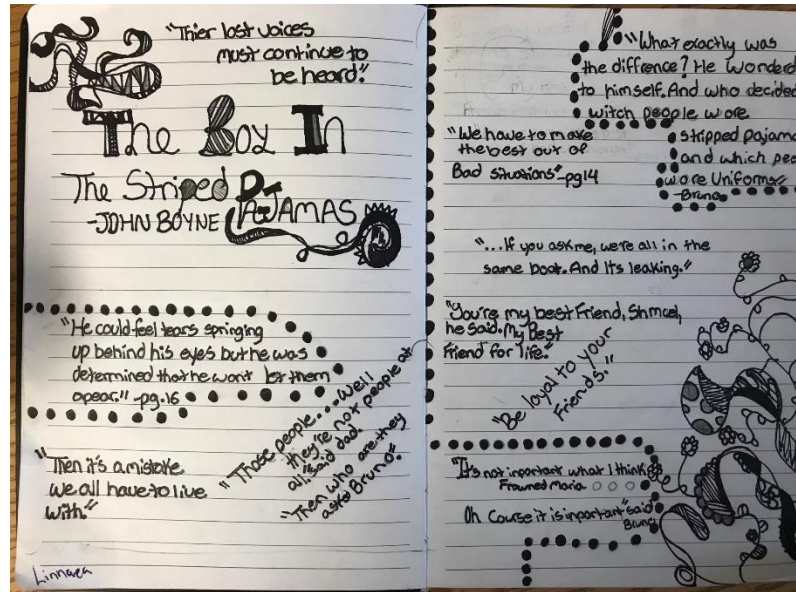 "Thier lost voices
must continue to
be heard."
The Boy In
The Striped PAJAMAS
-JOHN BOYNE
"He could feel tears springing
up behind his eyes but he was
determined that he wont let them
apear." -pg.16
"Those people... Well
they're not people at
all," said dad.
"Then who are they
asks Bruno."
"Then it's a mistake
we all have to live
with."
Linnaea
"What exactly was
the diffrence? He Wonderd
to himself. And who decided
witch people wore
stripped pajama
and which peo
wore Uniforms"
-Bruno
"We have to make
the best out of
Bad situations"-pg14
"...If you ask me, we're all in the
same boat. And Its leaking."
"You're my best Friend, Shmuel,
he said. My Best
Friend for life."
"Be loyal to your
Friends."
"It's not important what I think,"
Frowned Maria
Oh Course it is important" said
Bruno